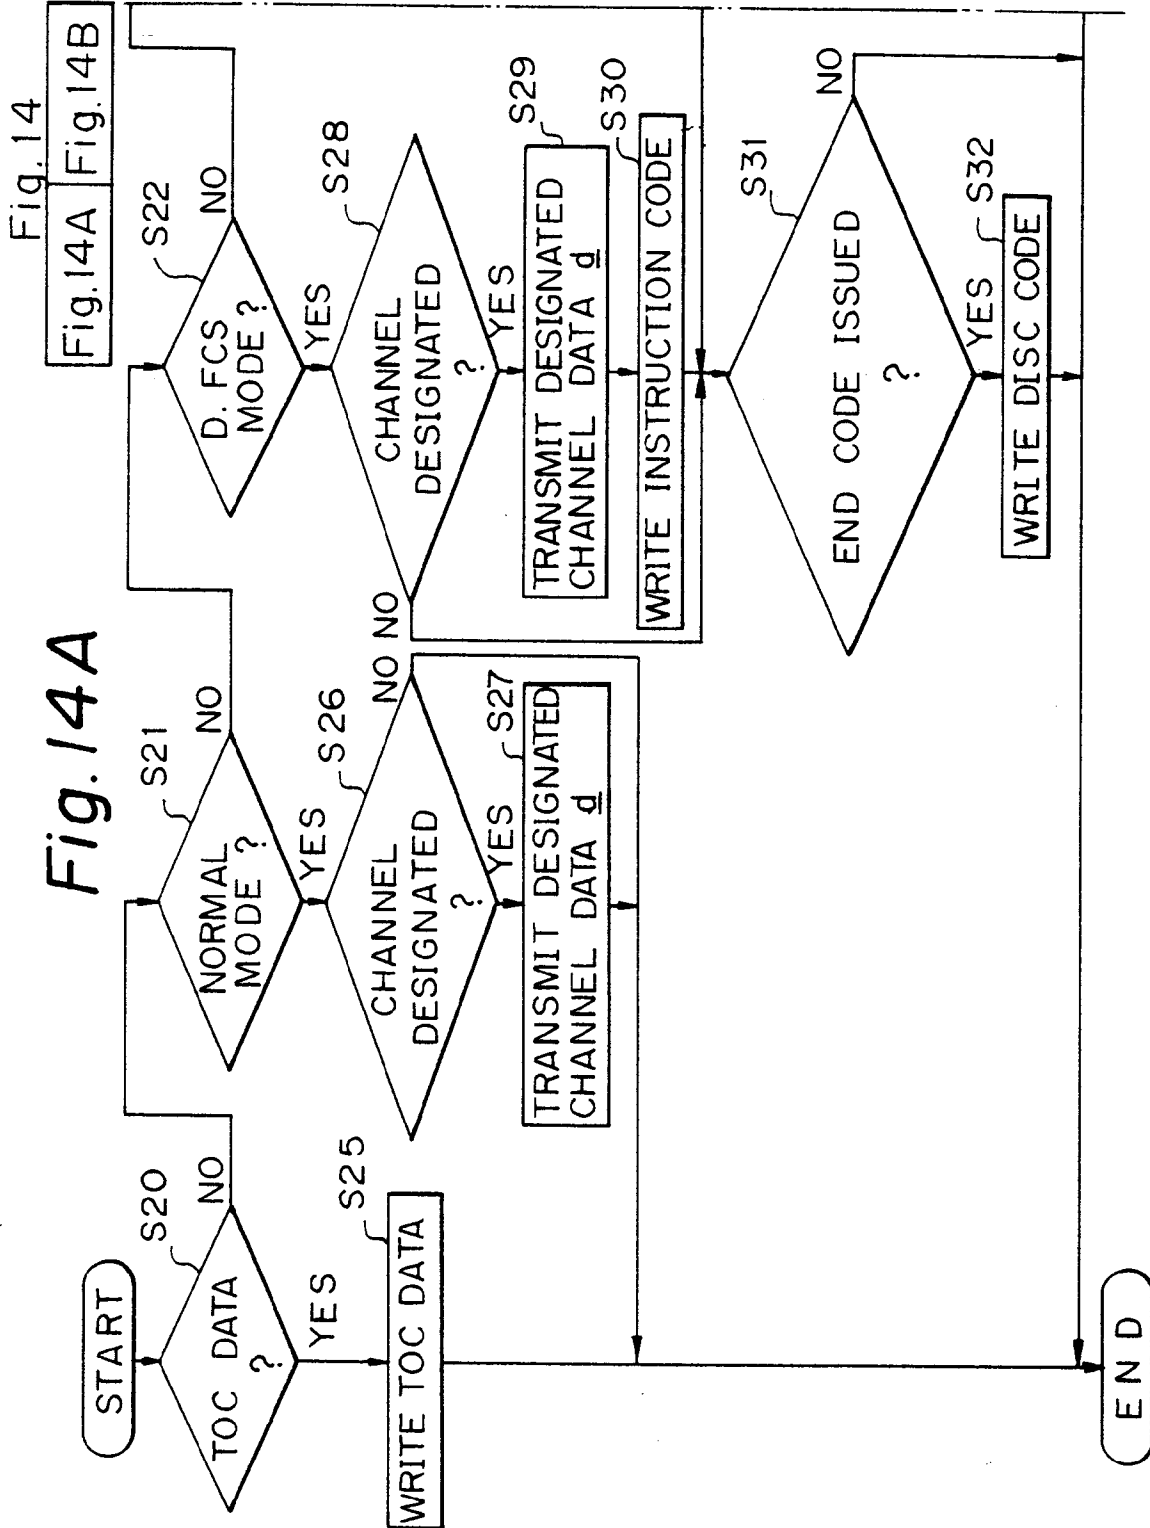 Fig. 14
Fig. 14A Fig. 14B
Fig. 14A
START
S20
TOC DATA
?
NO
YES
S25
WRITE TOC DATA
S21
NORMAL
MODE ?
NO
YES
S26
CHANNEL
DESIGNATED
?
NO
YES
S27
TRANSMIT DESIGNATED
CHANNEL DATA d
S22
D. FCS
MODE ?
NO
YES
S28
CHANNEL
DESIGNATED
?
NO
YES
S29
TRANSMIT DESIGNATED
CHANNEL DATA d
S30
WRITE INSTRUCTION CODE
S31
END CODE ISSUED
?
NO
YES
S32
WRITE DISC CODE
END